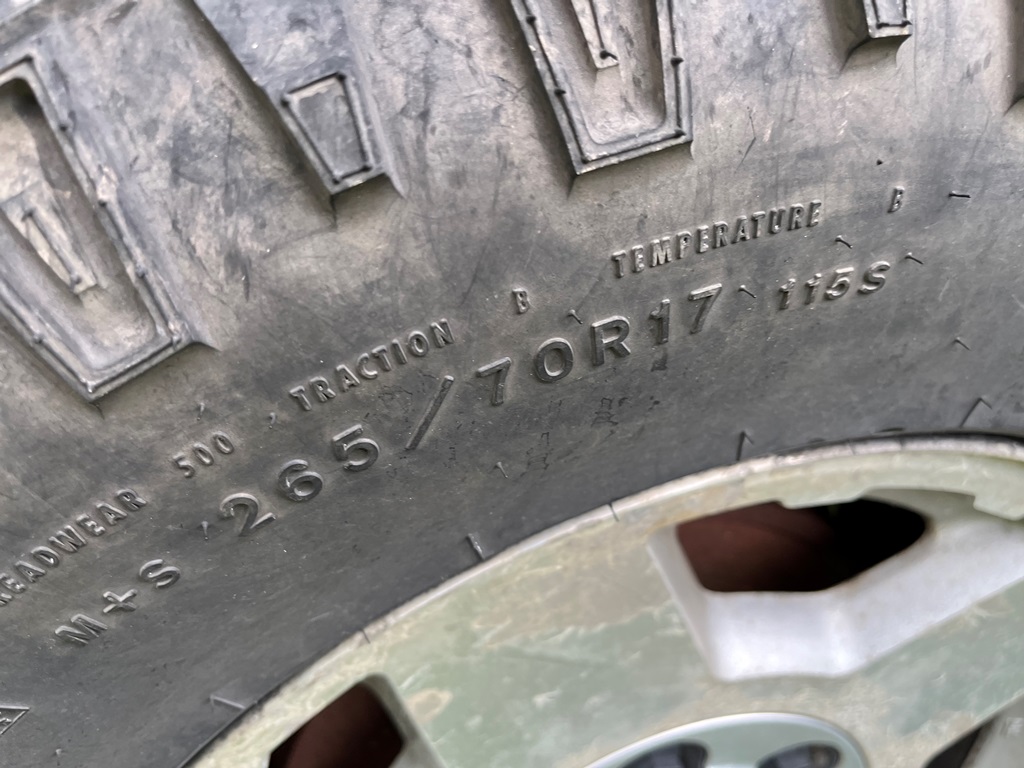 TREADWEAR 500 TRACTION B TEMPERATURE B
M+S 265/70R17 115S